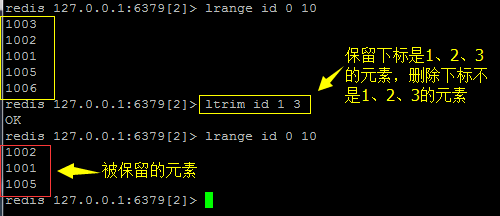 redis 127.0.0.1:6379[2]> lrange id 0 10
1003
1002
1001
1005
1006
redis 127.0.0.1:6379[2]> ltrim id 1 3
OK
redis 127.0.0.1:6379[2]> lrange id 0 10
1002
1001
1005
redis 127.0.0.1:6379[2]>
保留下标是1、2、3
的元素，删除下标不
是1、2、3的元素
被保留的元素